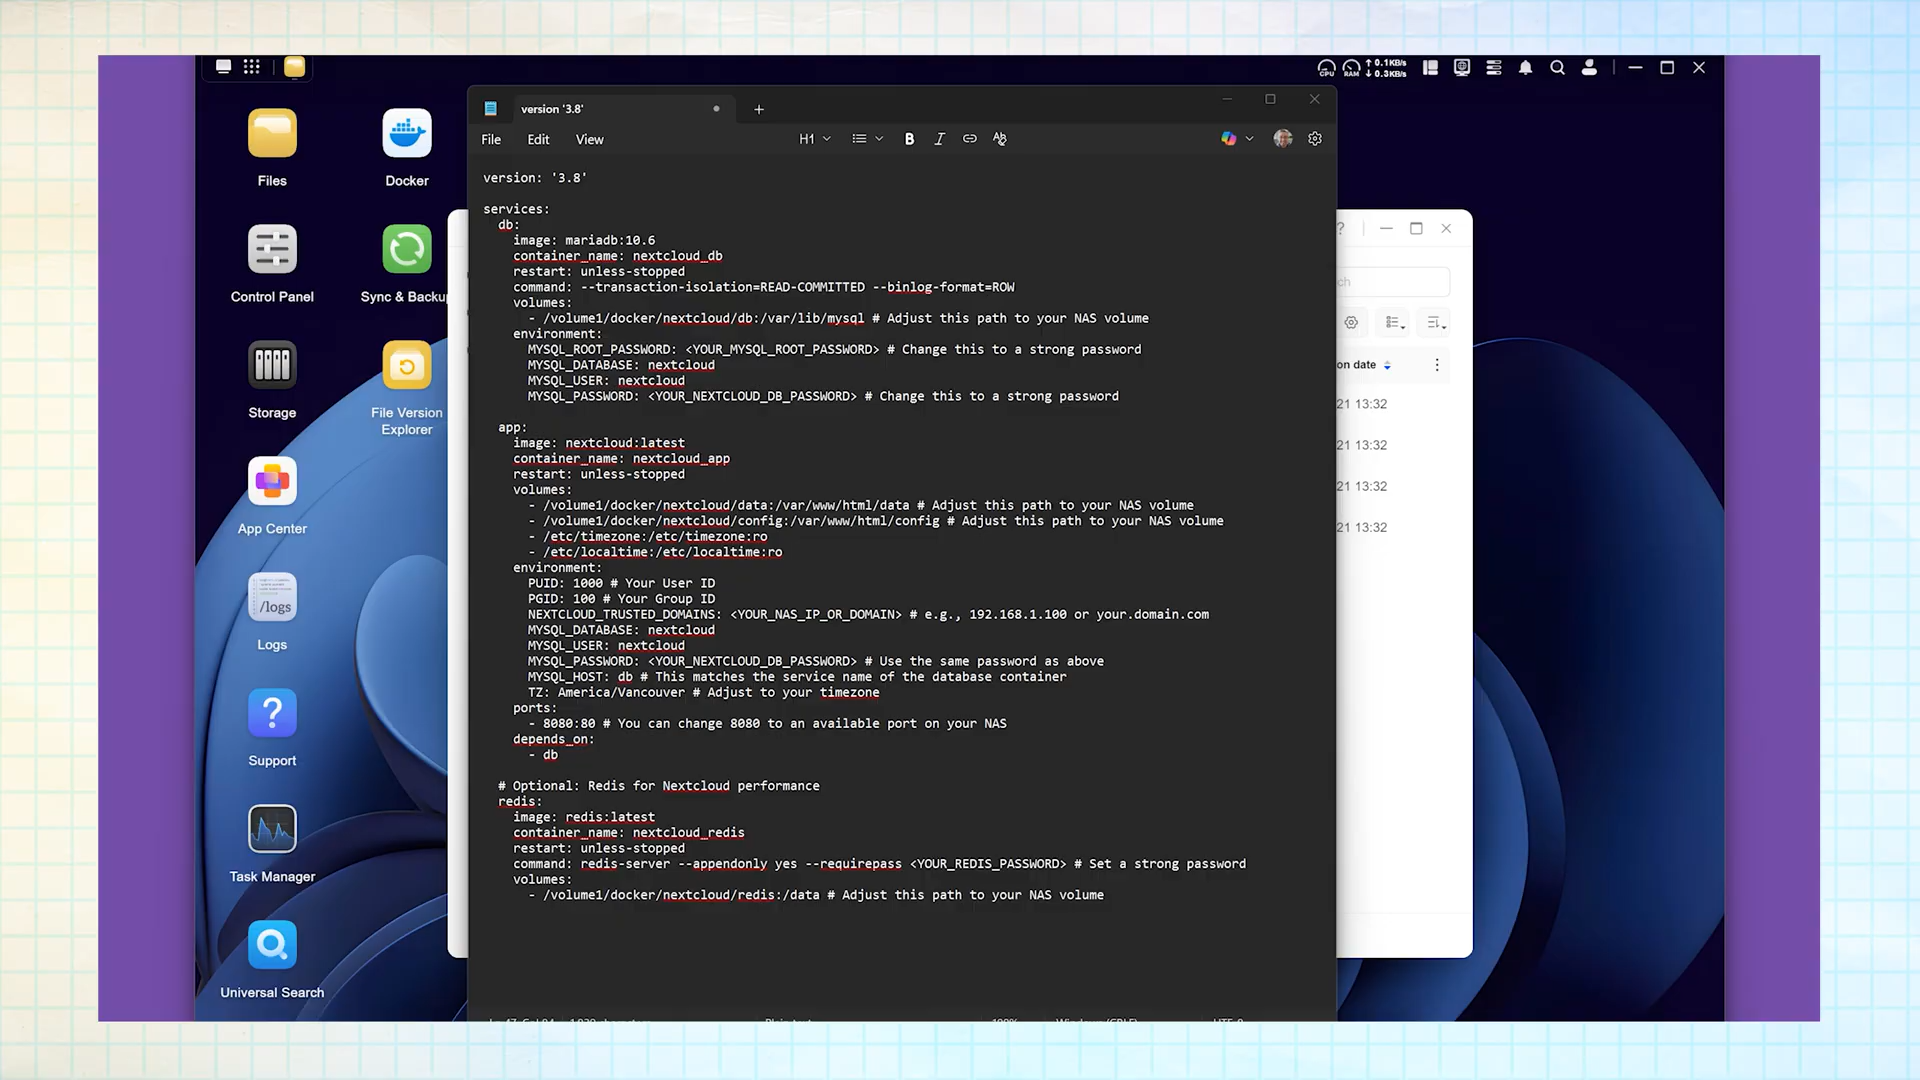 CPU
RAM
0.1KB/s
0.3KB/s
Files
Docker
Control Panel
Sync & Backu
Storage
File Version
Explorer
App Center
/logs
Logs
Support
Task Manager
Universal Search
version '3.8'
File Edit View
H1
version: '3.8'
services:
db:
image: mariadb:10.6
container_name: nextcloud_db
restart: unless-stopped
command: --transaction-isolation=READ-COMMITTED --binlog-format=ROW
volumes:
- /volume1/docker/nextcloud/db:/var/lib/mysql # Adjust this path to your NAS volume
environment:
MYSQL_ROOT_PASSWORD: <YOUR_MYSQL_ROOT_PASSWORD> # Change this to a strong password
MYSQL_DATABASE: nextcloud
MYSQL_USER: nextcloud
MYSQL_PASSWORD: <YOUR_NEXTCLOUD_DB_PASSWORD> # Change this to a strong password
app:
image: nextcloud:latest
container_name: nextcloud_app
restart: unless-stopped
volumes:
- /volume1/docker/nextcloud/data:/var/www/html/data # Adjust this path to your NAS volume
- /volume1/docker/nextcloud/config:/var/www/html/config # Adjust this path to your NAS volume
- /etc/timezone:/etc/timezone:ro
- /etc/localtime:/etc/localtime:ro
environment:
PUID: 1000 # Your User ID
PGID: 100 # Your Group ID
NEXTCLOUD_TRUSTED_DOMAINS: <YOUR_NAS_IP_OR_DOMAIN> # e.g., 192.168.1.100 or your.domain.com
MYSQL_DATABASE: nextcloud
MYSQL_USER: nextcloud
MYSQL_PASSWORD: <YOUR_NEXTCLOUD_DB_PASSWORD> # Use the same password as above
MYSQL_HOST: db # This matches the service name of the database container
TZ: America/Vancouver # Adjust to your timezone
ports:
- 8080:80 # You can change 8080 to an available port on your NAS
depends_on:
- db
# Optional: Redis for Nextcloud performance
redis:
image: redis:latest
container_name: nextcloud_redis
restart: unless-stopped
command: redis-server --appendonly yes --requirepass <YOUR_REDIS_PASSWORD> # Set a strong password
volumes:
- /volume1/docker/nextcloud/redis:/data # Adjust this path to your NAS volume
ch
on date
21 13:32
21 13:32
21 13:32
21 13:32